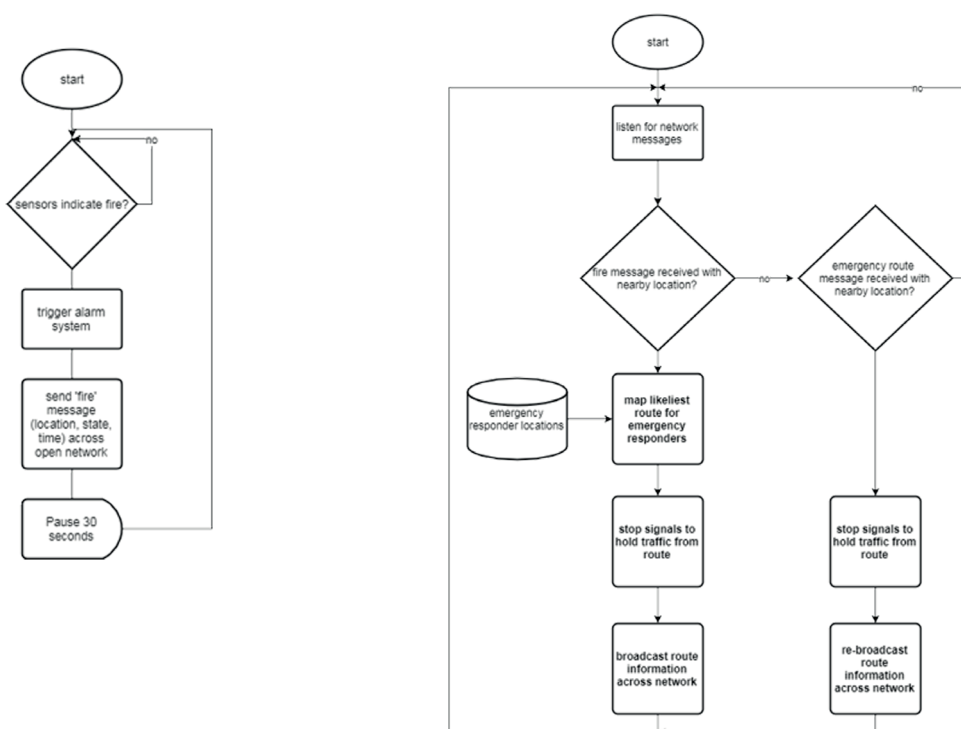 start
no
sensors indicate fire?
trigger alarm
system
send 'fire'
message
(location, state,
time) across
open network
Pause 30
seconds
start
no
listen for network
messages
fire message received with
nearby location?
no
emergency route
message received with
nearby location?
emergency
responder locations
map likeliest
route for
emergency
responders
stop signals to
hold traffic from
route
stop signals to
hold traffic from
route
broadcast route
information
across network
re-broadcast
route
information
across network